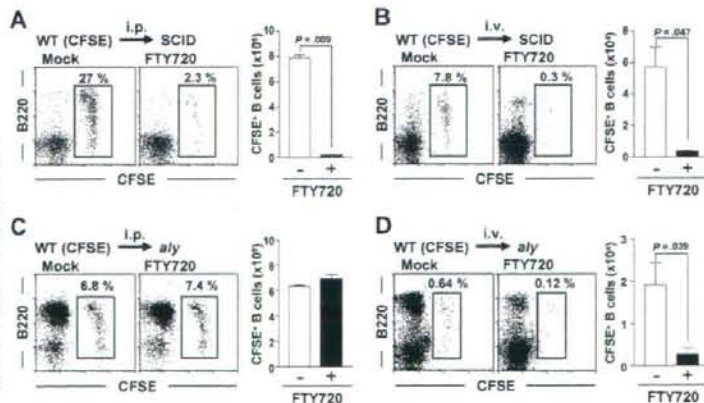 A
WT (CFSE) i.p. SCID
Mock FTY720
27 % 2.3 %
B220
CFSE
CFSE+ B cells
10
8
6
4
2
0
P = .009
- +
FTY720
B
WT (CFSE) i.v. SCID
Mock FTY720
7.8 % 0.3 %
B220
CFSE
CFSE+ B cells
8
6
4
2
0
P = .047
- +
FTY720
C
WT (CFSE) i.p. aly
Mock FTY720
6.8 % 7.4 %
B220
CFSE
CFSE+ B cells
10
8
6
4
2
0
- +
FTY720
D
WT (CFSE) i.v. aly
Mock FTY720
0.64 % 0.12 %
B220
CFSE
CFSE+ B cells
3
2
1
0
P = .039
- +
FTY720